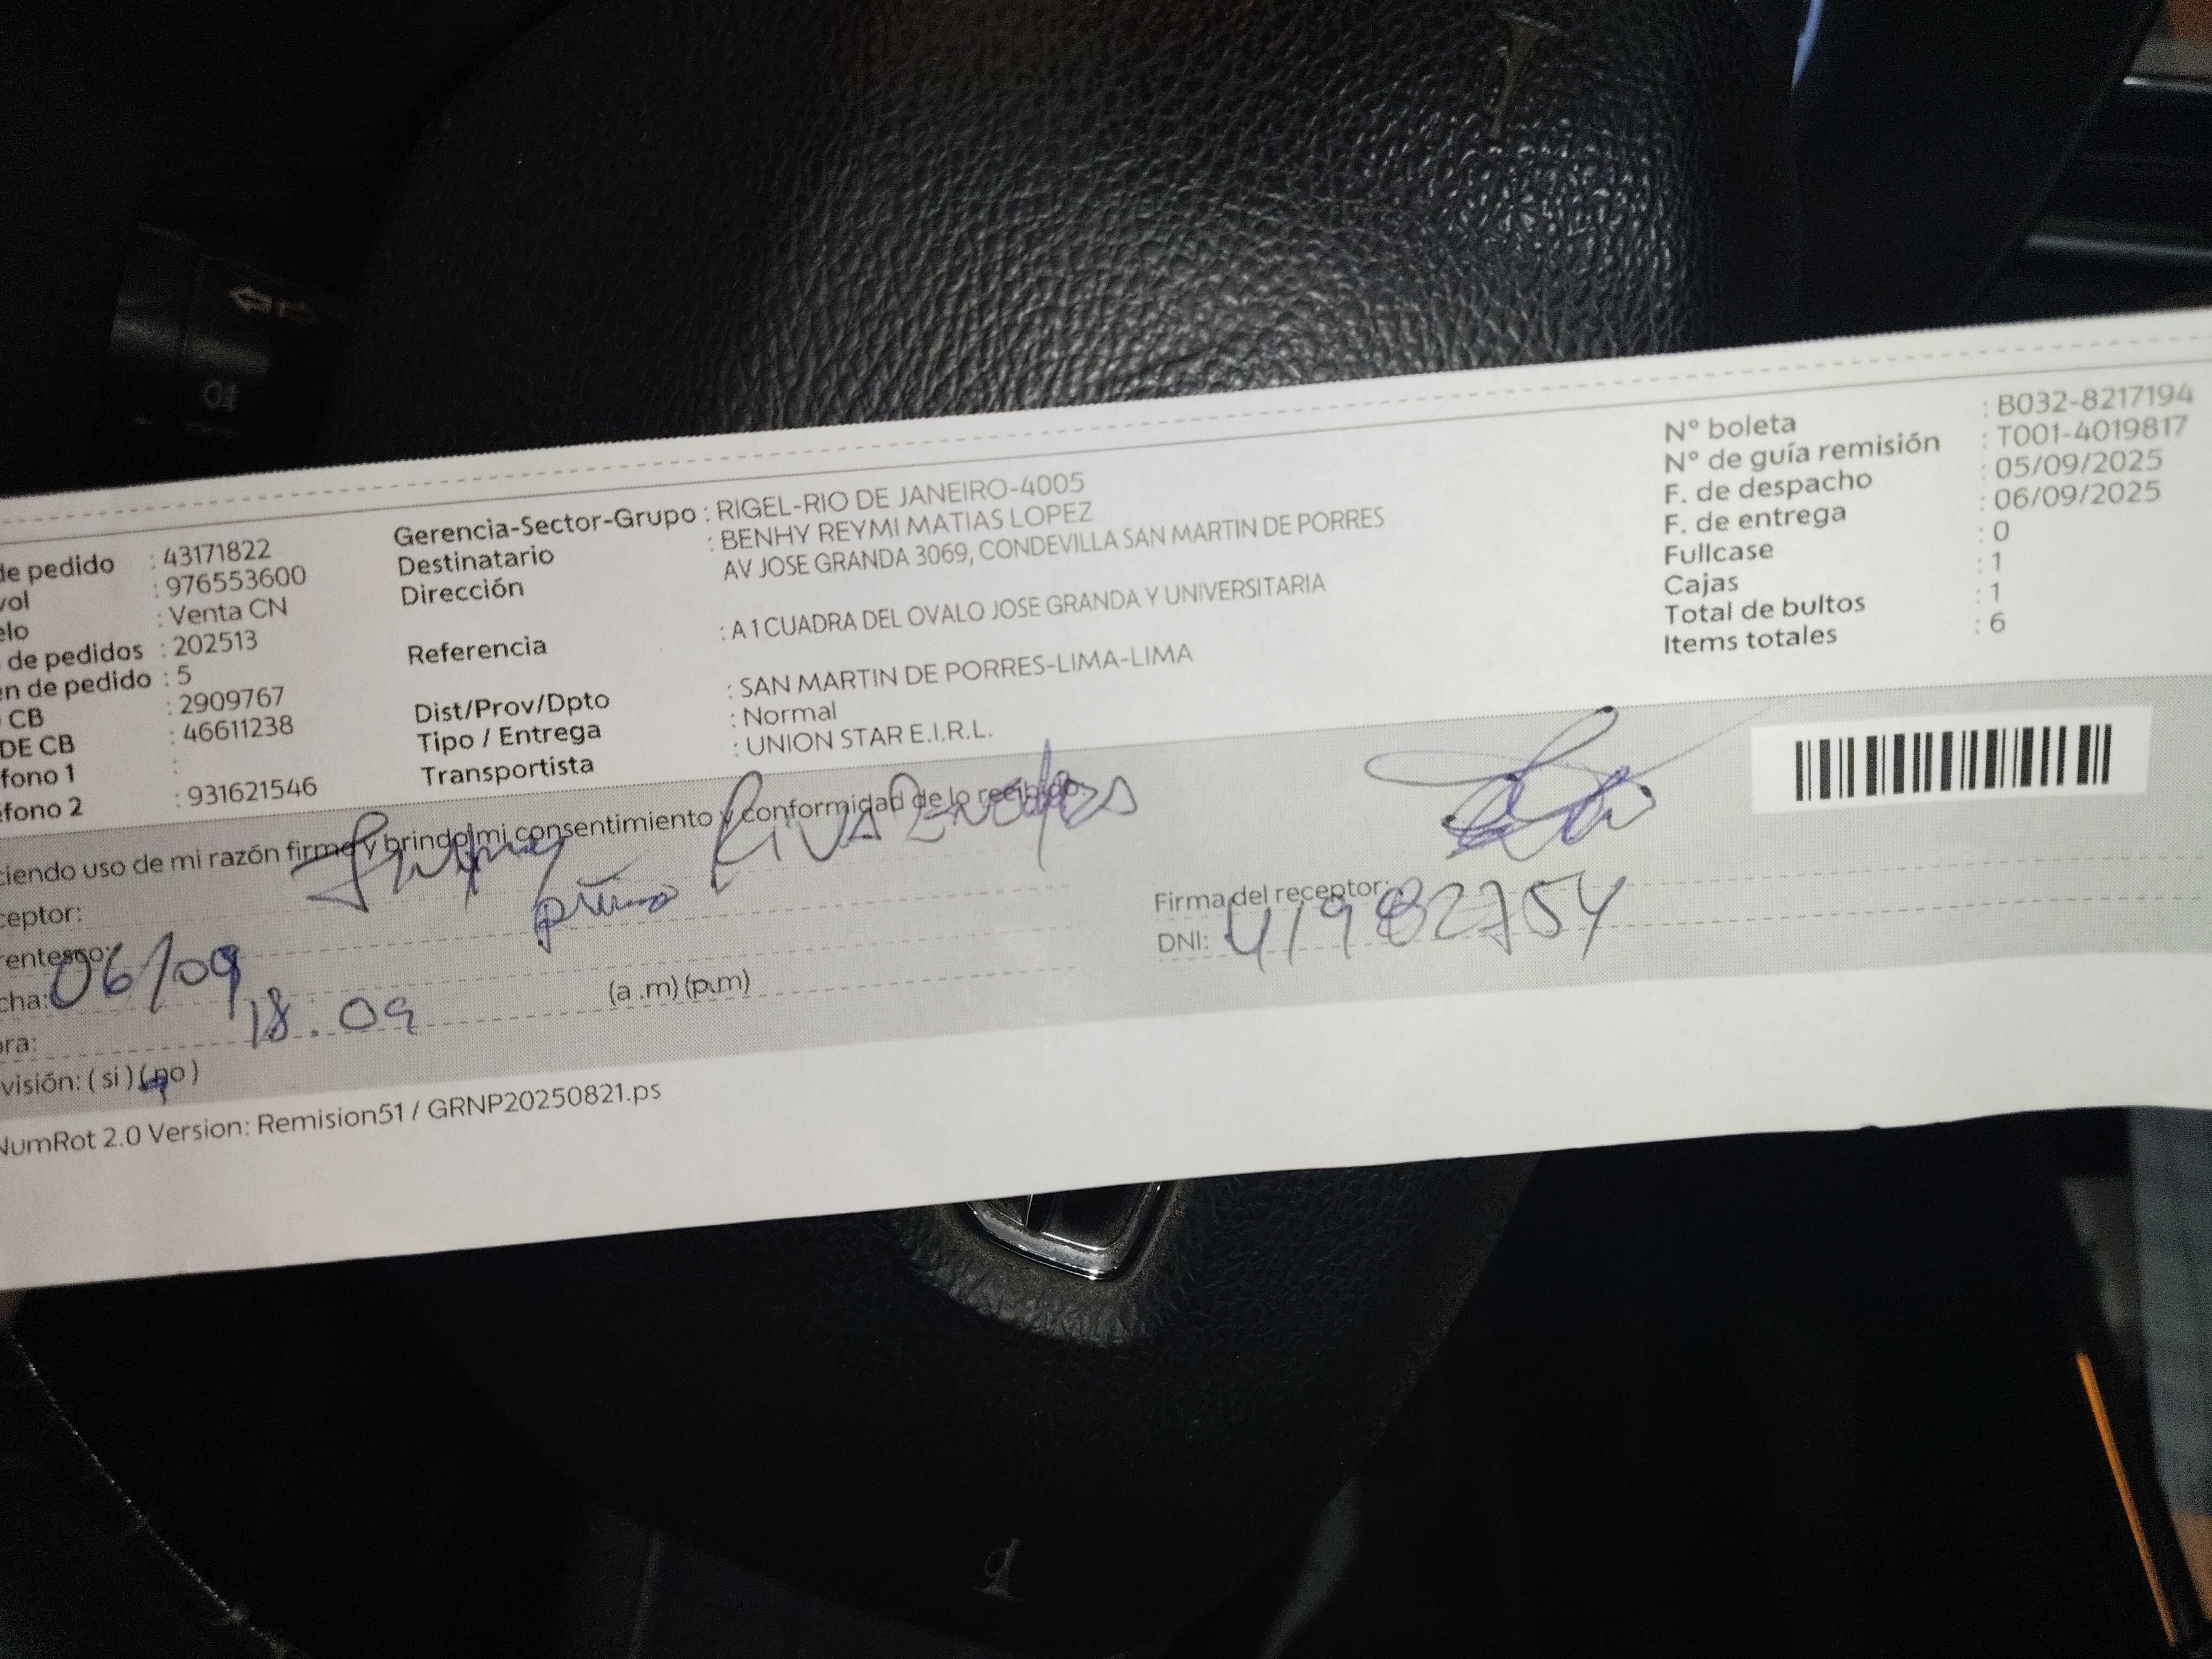 de pedido : 43171822
vol : 976553600
elo : Venta CN
de pedidos : 202513
en de pedido : 5
CB : 2909767
DE CB : 46611238
fono 1 :
éfono 2 : 931621546
Gerencia-Sector-Grupo : RIGEL-RIO DE JANEIRO-4005
Destinatario : BENHY REYMI MATIAS LOPEZ
Dirección AV JOSE GRANDA 3069, CONDEVILLA SAN MARTIN DE PORRES
Referencia : A 1 CUADRA DEL OVALO JOSE GRANDA Y UNIVERSITARIA
Dist/Prov/Dpto : SAN MARTIN DE PORRES-LIMA-LIMA
Tipo / Entrega : Normal
Transportista : UNION STAR E.I.R.L.
N° boleta : B032-8217194
N° de guía remisión : T001-4019817
F. de despacho : 05/09/2025
F. de entrega : 06/09/2025
Fullcase : 0
Cajas : 1
Total de bultos : 1
Items totales : 6
ciendo uso de mi razón firmo y brindo mi consentimiento y conformidad de lo recibido
ceptor:
rentesco: primo
cha: 06/09
ora: 18.09 (a .m) (p.m)
visión: ( si ) ( no )
Firma del receptor:
DNI: 41982754
NumRot 2.0 Version: Remision51 / GRNP20250821.ps